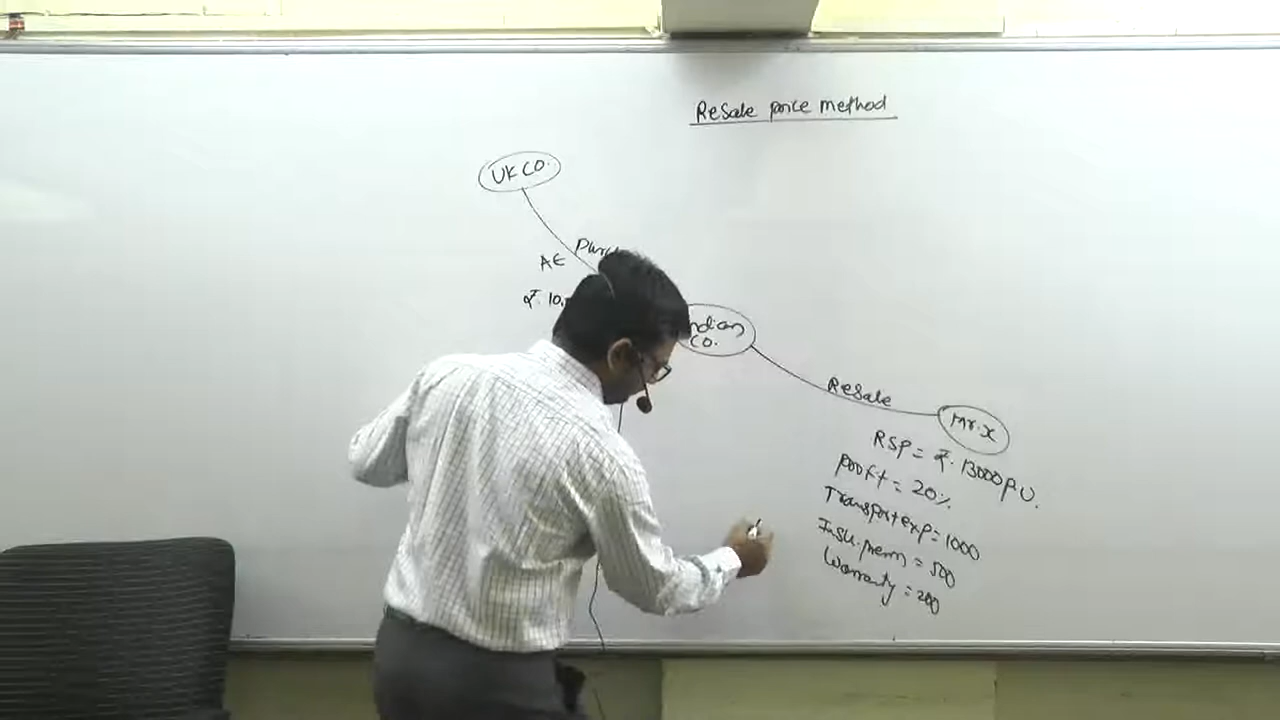 Resale price method
UK CO.
AE
₹. 10,
CO.
Resale
Mr. X
RSP = ₹. 13000 P.U.
profit = 20%
Transport exp = 1000
Insu. prem = 500
Warranty = 200